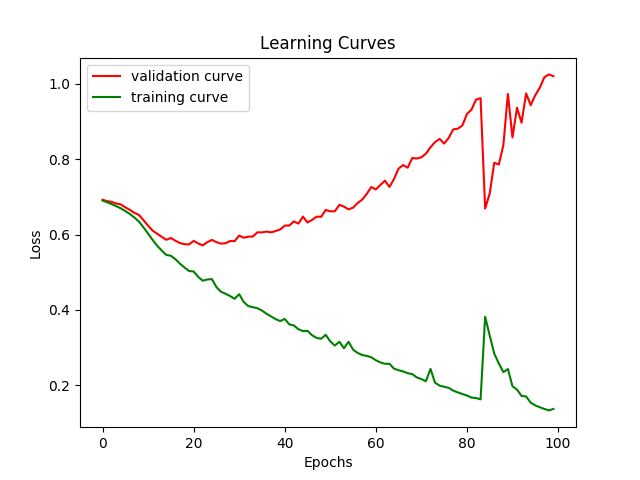 Learning Curves
validation curve
training curve
1.0
0.8
0.6
0.4
0.2
Loss
0 20 40 60 80 100
Epochs